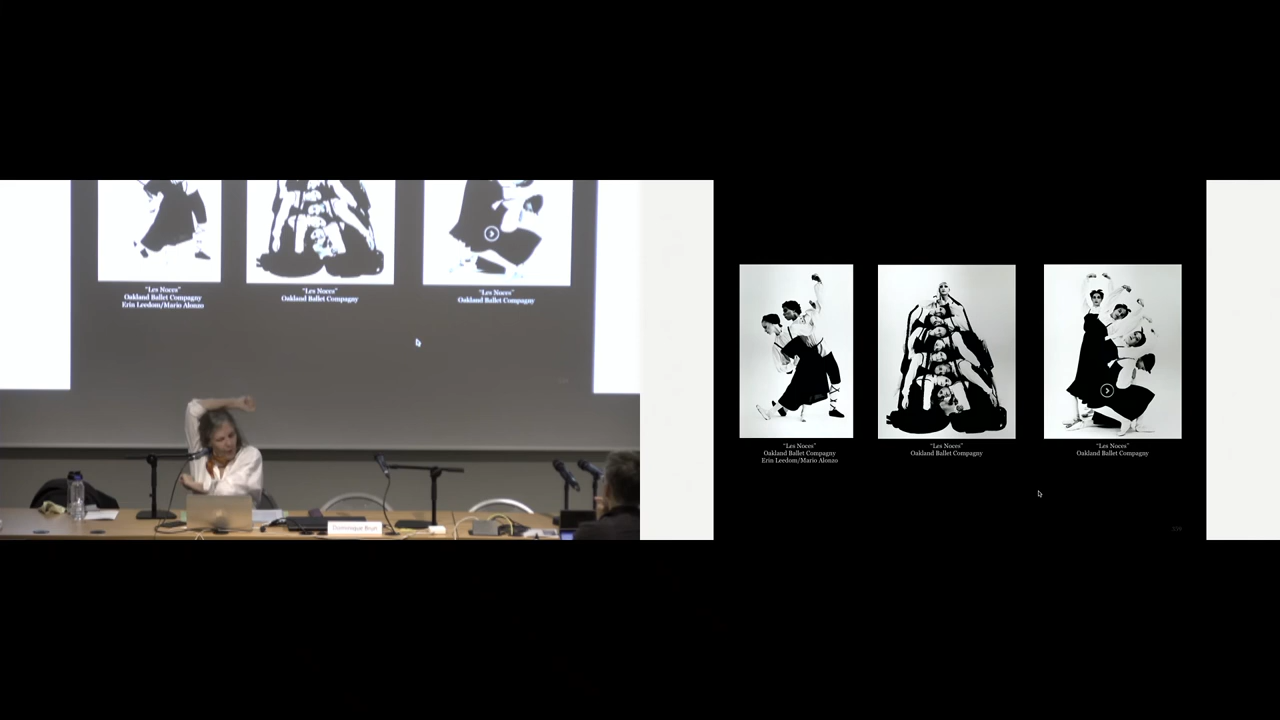 “Les Noces”
Oakland Ballet Compagny
Erin Leedom/Mario Alonzo
“Les Noces”
Oakland Ballet Compagny
“Les Noces”
Oakland Ballet Compagny
Dominique Brun
“Les Noces”
Oakland Ballet Compagny
Erin Leedom/Mario Alonzo
“Les Noces”
Oakland Ballet Compagny
“Les Noces”
Oakland Ballet Compagny